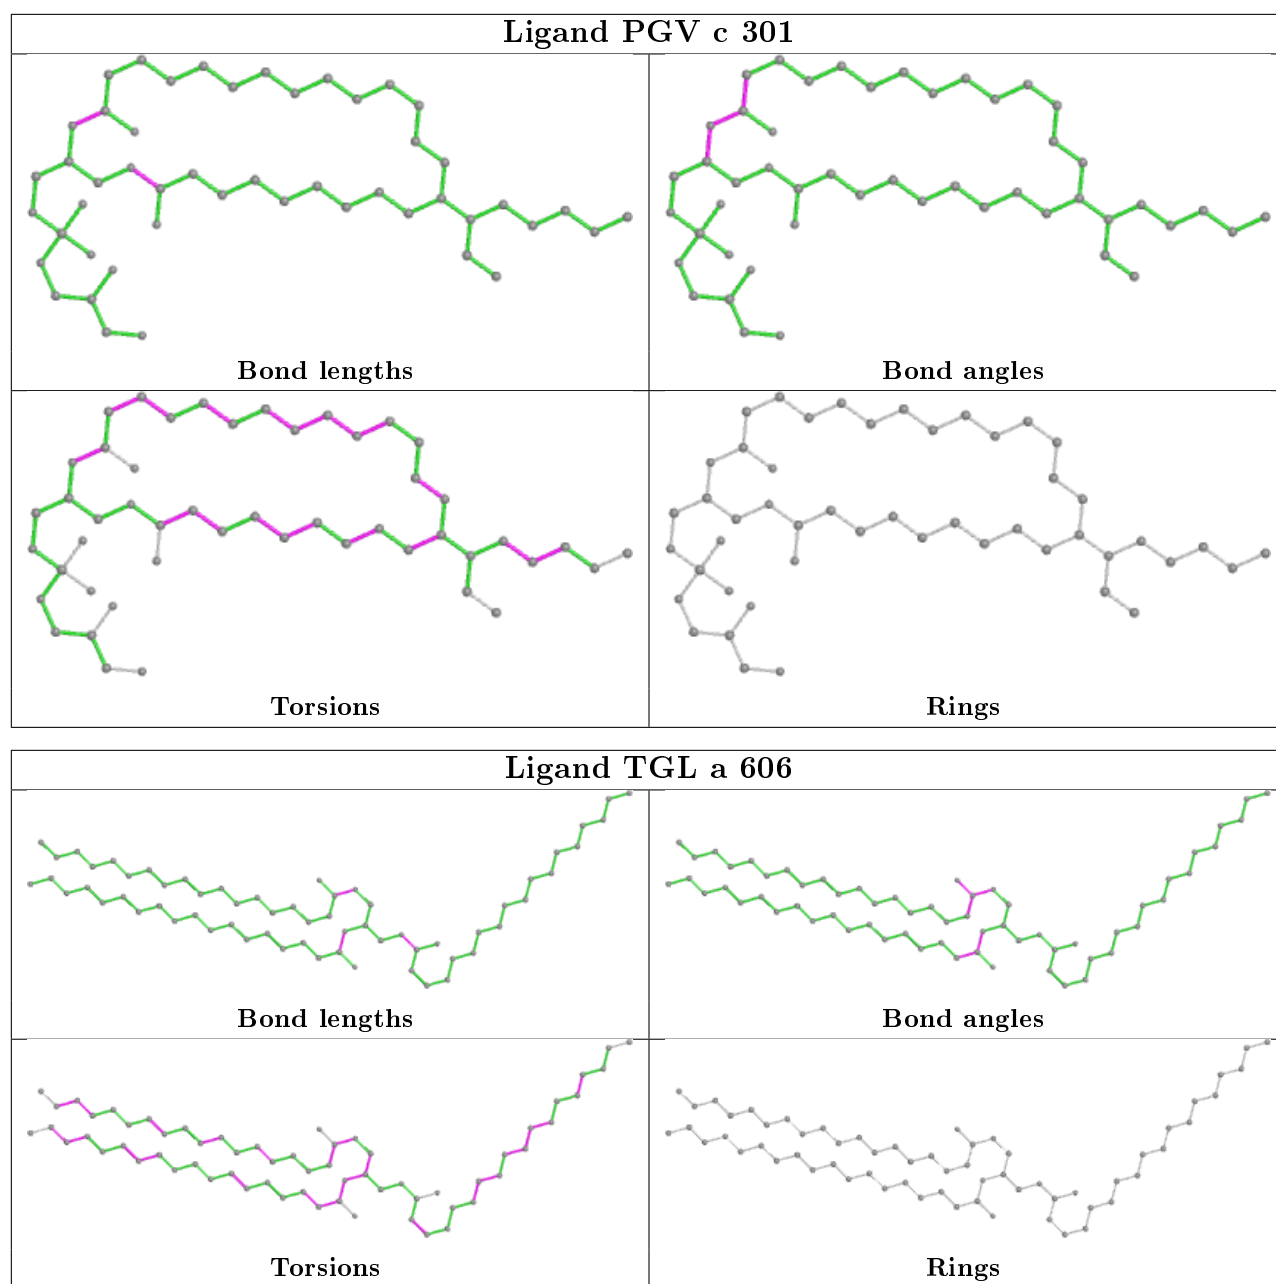 Ligand PGV c 301
Bond lengths
Bond angles
Torsions
Rings
Ligand TGL a 606
Bond lengths
Bond angles
Torsions
Rings